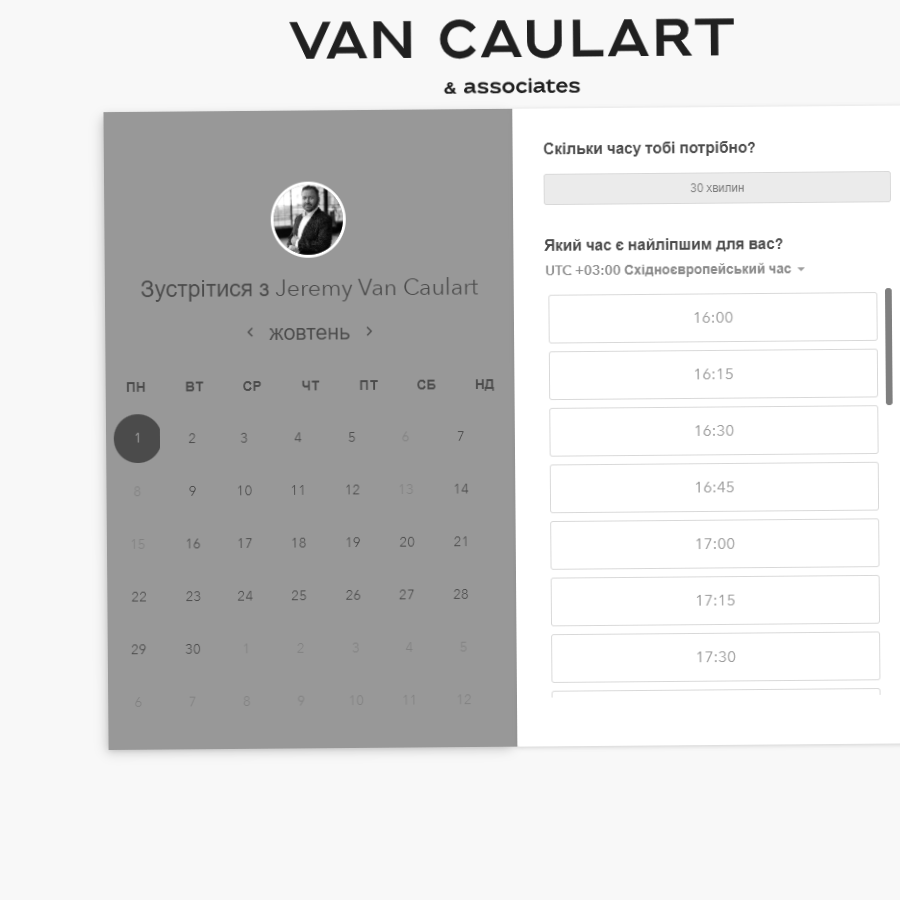 VAN CAULART
& associates
Зустрітися з Jeremy Van Caulart
жовтень
ПН ВТ СР ЧТ ПТ СБ НД
1 2 3 4 5 6 7
8 9 10 11 12 13 14
15 16 17 18 19 20 21
22 23 24 25 26 27 28
29 30 1 2 3 4 5
6 7 8 9 10 11 12
Скільки часу тобі потрібно?
30 хвилин
Який час є найліпшим для вас?
UTC +03:00 Східноєвропейський час
16:00
16:15
16:30
16:45
17:00
17:15
17:30